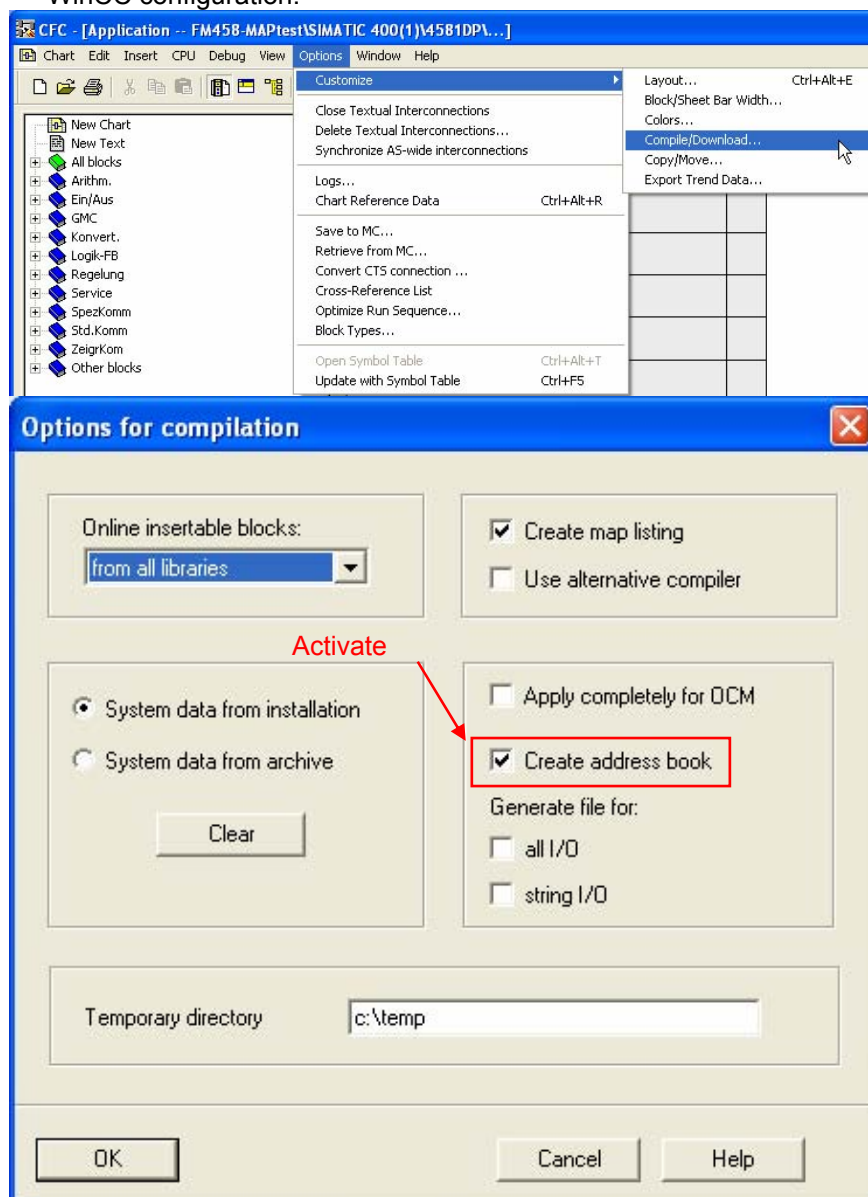 WinCC configuration.
CFC - [Application -- FM458-MAPtest\SIMATIC 400(1)\4581DP\...]
Chart Edit Insert CPU Debug View Options Window Help
New Chart
New Text
All blocks
Arithm.
Ein/Aus
GMC
Konvert.
Logik-FB
Regelung
Service
SpezKomm
Std.Komm
ZeigrKom
Other blocks
Customize
Close Textual Interconnections
Delete Textual Interconnections...
Synchronize AS-wide interconnections
Logs...
Chart Reference Data Ctrl+Alt+R
Save to MC...
Retrieve from MC...
Convert CTS connection ...
Cross-Reference List
Optimize Run Sequence...
Block Types...
Open Symbol Table Ctrl+Alt+T
Update with Symbol Table Ctrl+F5
Layout... Ctrl+Alt+E
Block/Sheet Bar Width...
Colors...
Compile/Download...
Copy/Move...
Export Trend Data...
Options for compilation
Online insertable blocks:
from all libraries
Create map listing
Use alternative compiler
Activate
System data from installation
System data from archive
Clear
Apply completely for OCM
Create address book
Generate file for:
all I/O
string I/O
Temporary directory
c:\temp
OK
Cancel
Help